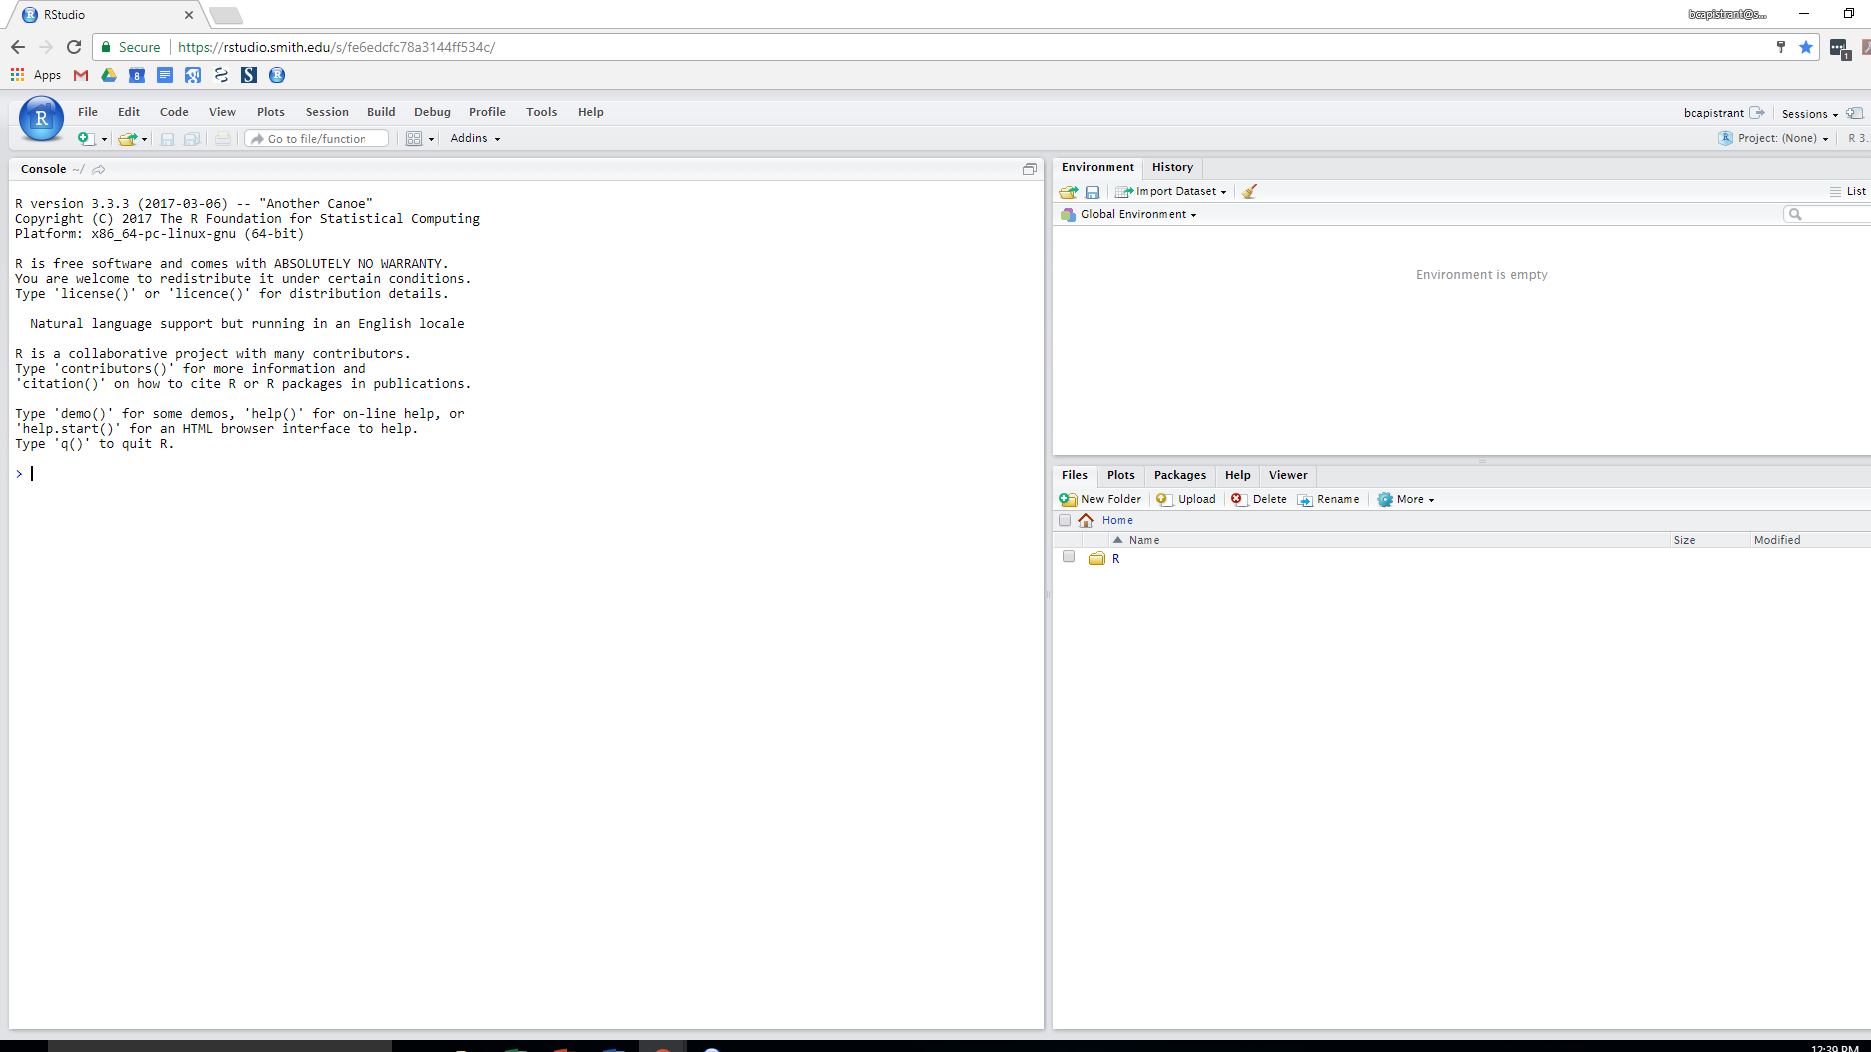 RStudio
bcapistrant@s...
Secure https://rstudio.smith.edu/s/fe6edcfc78a3144ff534c/
1
Apps 8 S R
R File Edit Code View Plots Session Build Debug Profile Tools Help
bcapistrant Sessions
Go to file/function Addins
Project: (None) R 3.
Console ~/
R version 3.3.3 (2017-03-06) -- "Another Canoe"
Copyright (C) 2017 The R Foundation for Statistical Computing
Platform: x86_64-pc-linux-gnu (64-bit)
R is free software and comes with ABSOLUTELY NO WARRANTY.
You are welcome to redistribute it under certain conditions.
Type 'license()' or 'licence()' for distribution details.
Natural language support but running in an English locale
R is a collaborative project with many contributors.
Type 'contributors()' for more information and
'citation()' on how to cite R or R packages in publications.
Type 'demo()' for some demos, 'help()' for on-line help, or
'help.start()' for an HTML browser interface to help.
Type 'q()' to quit R.
>
Environment History
Import Dataset List
Global Environment
Environment is empty
Files Plots Packages Help Viewer
New Folder Upload Delete Rename More
Home
Name Size Modified
R
12:39 PM